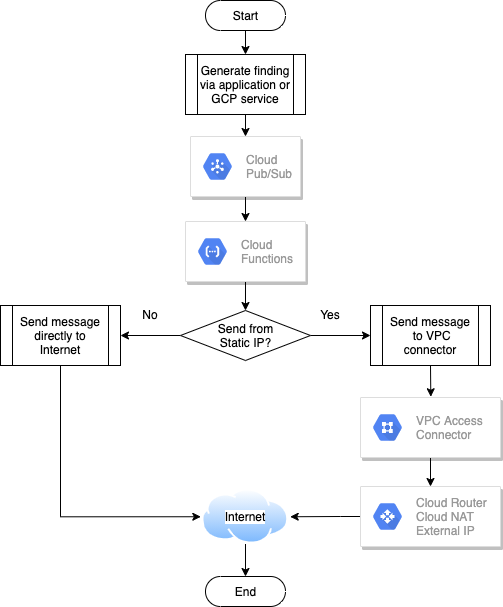 Start
Generate finding
via application or
GCP service
Cloud
Pub/Sub
Cloud
Functions
No
Send from
Static IP?
Yes
Send message
directly to
Internet
Send message
to VPC
connector
VPC Access
Connector
Cloud Router
Cloud NAT
External IP
Internet
End